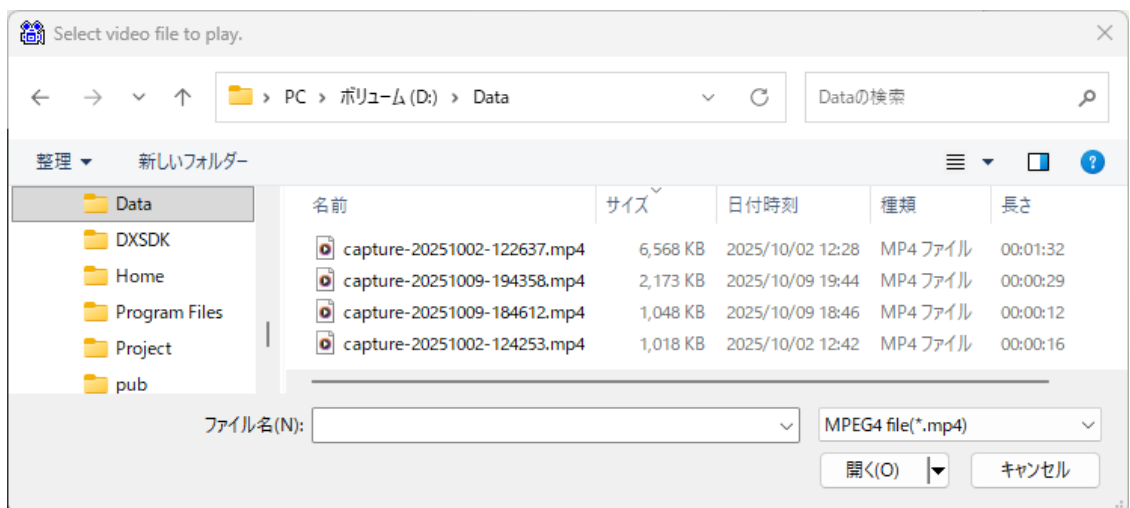 Select video file to play.
PC › ボリューム (D:) › Data
Dataの検索
整理 新しいフォルダー
名前 サイズ 日付時刻 種類 長さ
Data
DXSDK
Home
Program Files
Project
pub
capture-20251002-122637.mp4 6,568 KB 2025/10/02 12:28 MP4 ファイル 00:01:32
capture-20251009-194358.mp4 2,173 KB 2025/10/09 19:44 MP4 ファイル 00:00:29
capture-20251009-184612.mp4 1,048 KB 2025/10/09 18:46 MP4 ファイル 00:00:12
capture-20251002-124253.mp4 1,018 KB 2025/10/02 12:42 MP4 ファイル 00:00:16
ファイル名(N): MPEG4 file(*.mp4)
開く(O) キャンセル